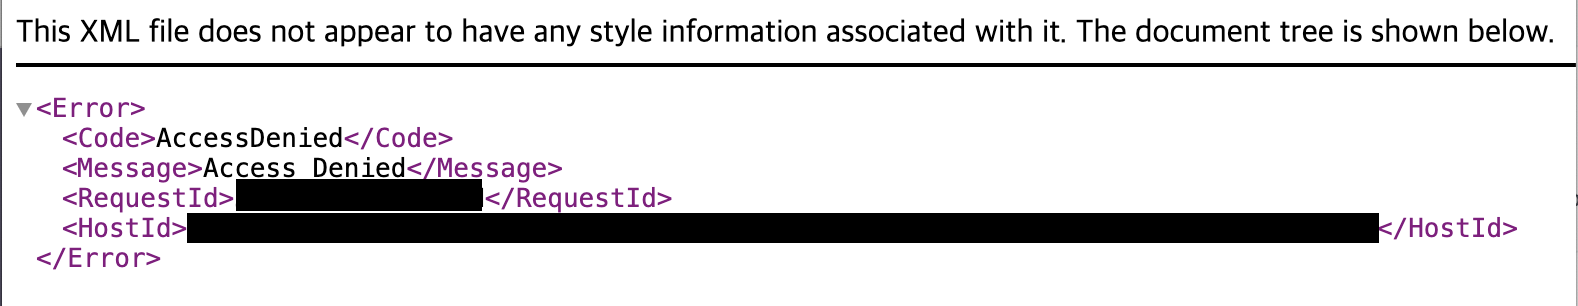 This XML file does not appear to have any style information associated with it. The document tree is shown below.
<Error>
<Code>AccessDenied</Code>
<Message>Access Denied</Message>
<RequestId></RequestId>
<HostId></HostId>
</Error>